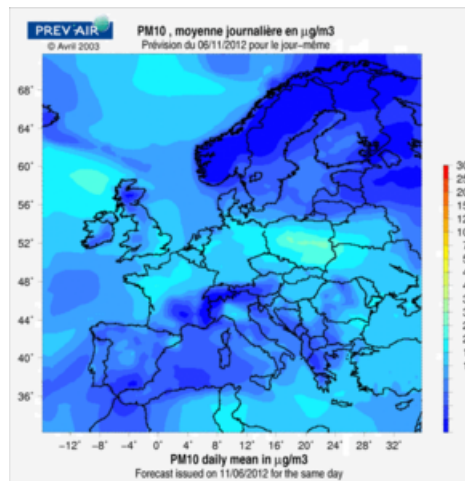 PREV'AIR
© Avril 2003
PM10 , moyenne journalière en µg/m3
Prévision du 06/11/2012 pour le jour−même
68˚
64˚
60˚
56˚
52˚
48˚
44˚
40˚
36˚
−12˚ −8˚ −4˚ 0˚ 4˚ 8˚ 12˚ 16˚ 20˚ 24˚ 28˚ 32˚
PM10 daily mean in µg/m3
Forecast issued on 11/06/2012 for the same day